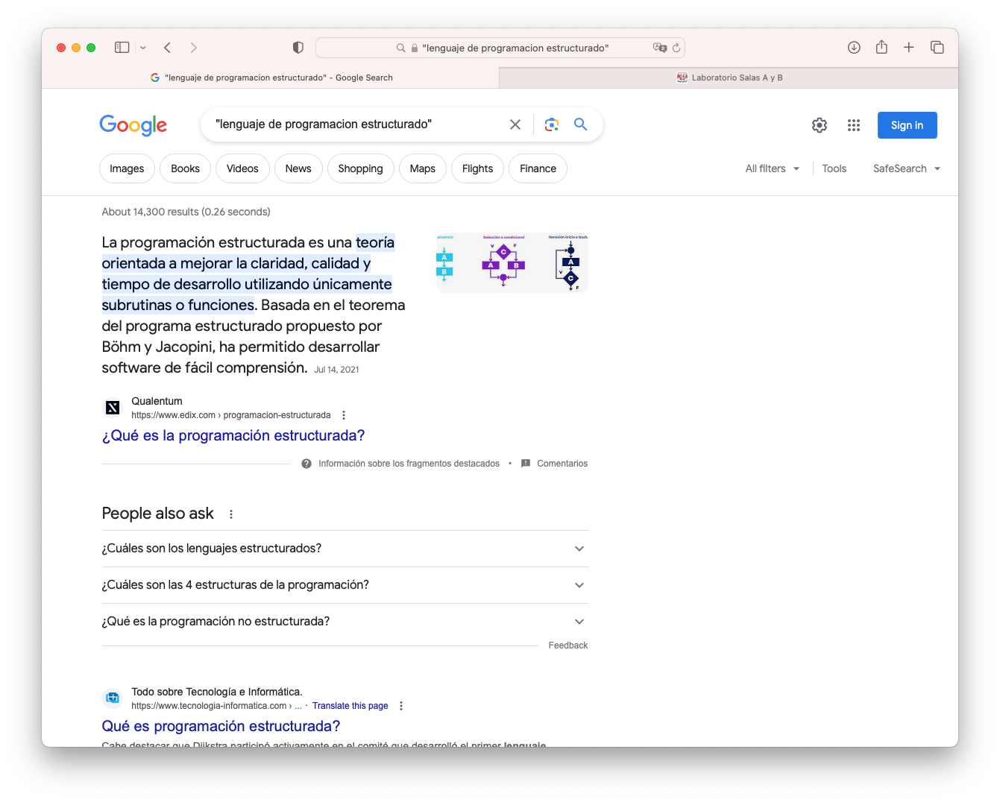 "lenguaje de programacion estructurado"
"lenguaje de programacion estructurado" - Google Search
Laboratorio Salas A y B
Google
"lenguaje de programacion estructurado"
Sign in
Images
Books
Videos
News
Shopping
Maps
Flights
Finance
All filters
Tools
SafeSearch
About 14,300 results (0.26 seconds)
La programación estructurada es una teoría
orientada a mejorar la claridad, calidad y
tiempo de desarrollo utilizando únicamente
subrutinas o funciones. Basada en el teorema
del programa estructurado propuesto por
Böhm y Jacopini, ha permitido desarrollar
software de fácil comprensión. Jul 14, 2021
Selección o condicional
A
B
V
F
C
A
B
A
V
C
F
Qualentum
https://www.edix.com › programacion-estructurada
¿Qué es la programación estructurada?
Información sobre los fragmentos destacados • Comentarios
People also ask
¿Cuáles son los lenguajes estructurados?
¿Cuáles son las 4 estructuras de la programación?
¿Qué es la programación no estructurada?
Feedback
Todo sobre Tecnología e Informática.
https://www.tecnologia-informatica.com › ... · Translate this page
Qué es programación estructurada?
Cabe destacar que Dijkstra participó activamente en el comité que desarrolló el primer lenguaje